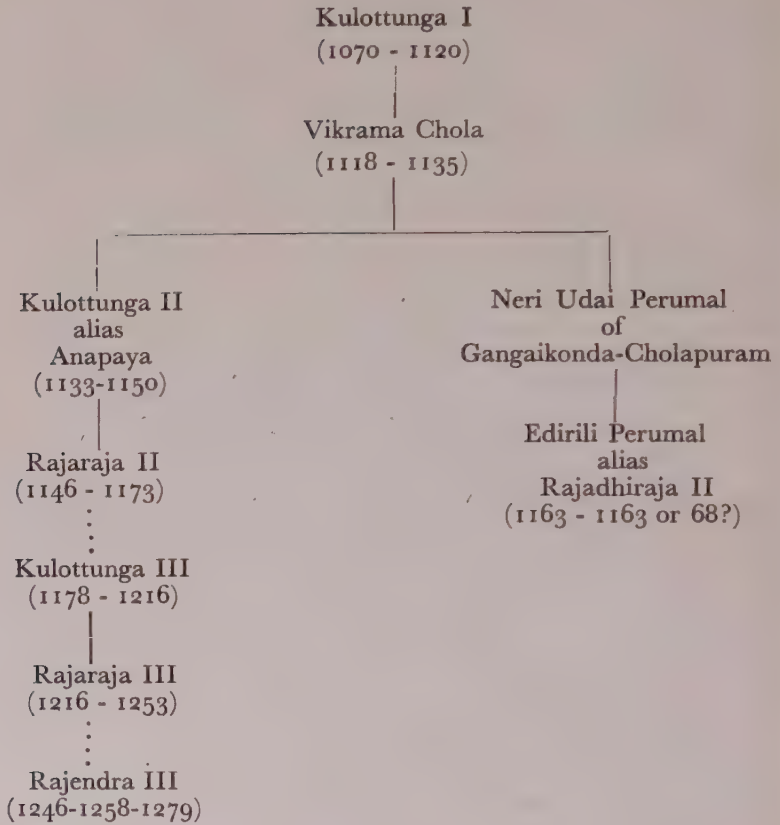 Kulottunga I
(1070 - 1120)
Vikrama Chola
(1118 - 1135)
Kulottunga II
alias
Anapaya
(1133-1150)
Rajaraja II
(1146 - 1173)
Kulottunga III
(1178 - 1216)
Rajaraja III
(1216 - 1253)
Rajendra III
(1246-1258-1279)
Neri Udai Perumal
of
Gangaikonda-Cholapuram
Edirili Perumal
alias
Rajadhiraja II
(1163 - 1163 or 68?)